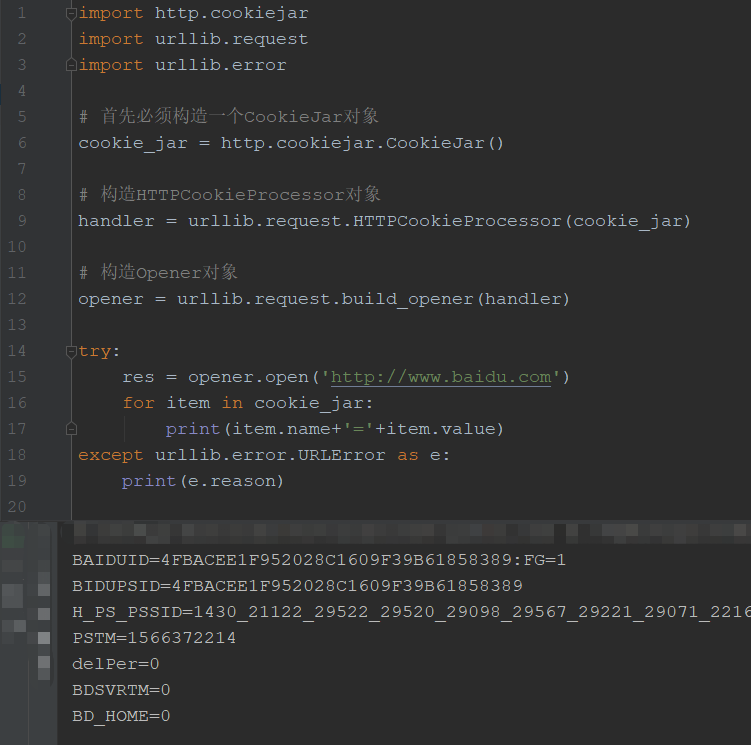 1 import http.cookiejar
2 import urllib.request
3 import urllib.error
4
5 # 首先必须构造一个CookieJar对象
6 cookie_jar = http.cookiejar.CookieJar()
7
8 # 构造HTTPCookieProcessor对象
9 handler = urllib.request.HTTPCookieProcessor(cookie_jar)
10
11 # 构造Opener对象
12 opener = urllib.request.build_opener(handler)
13
14 try:
15     res = opener.open('http://www.baidu.com')
16     for item in cookie_jar:
17         print(item.name+'='+item.value)
18 except urllib.error.URLError as e:
19     print(e.reason)
20
BAIDUID=4FBACEE1F952028C1609F39B61858389:FG=1
BIDUPSID=4FBACEE1F952028C1609F39B61858389
H_PS_PSSID=1430_21122_29522_29520_29098_29567_29221_29071_2216
PSTM=1566372214
delPer=0
BDSVRTM=0
BD_HOME=0